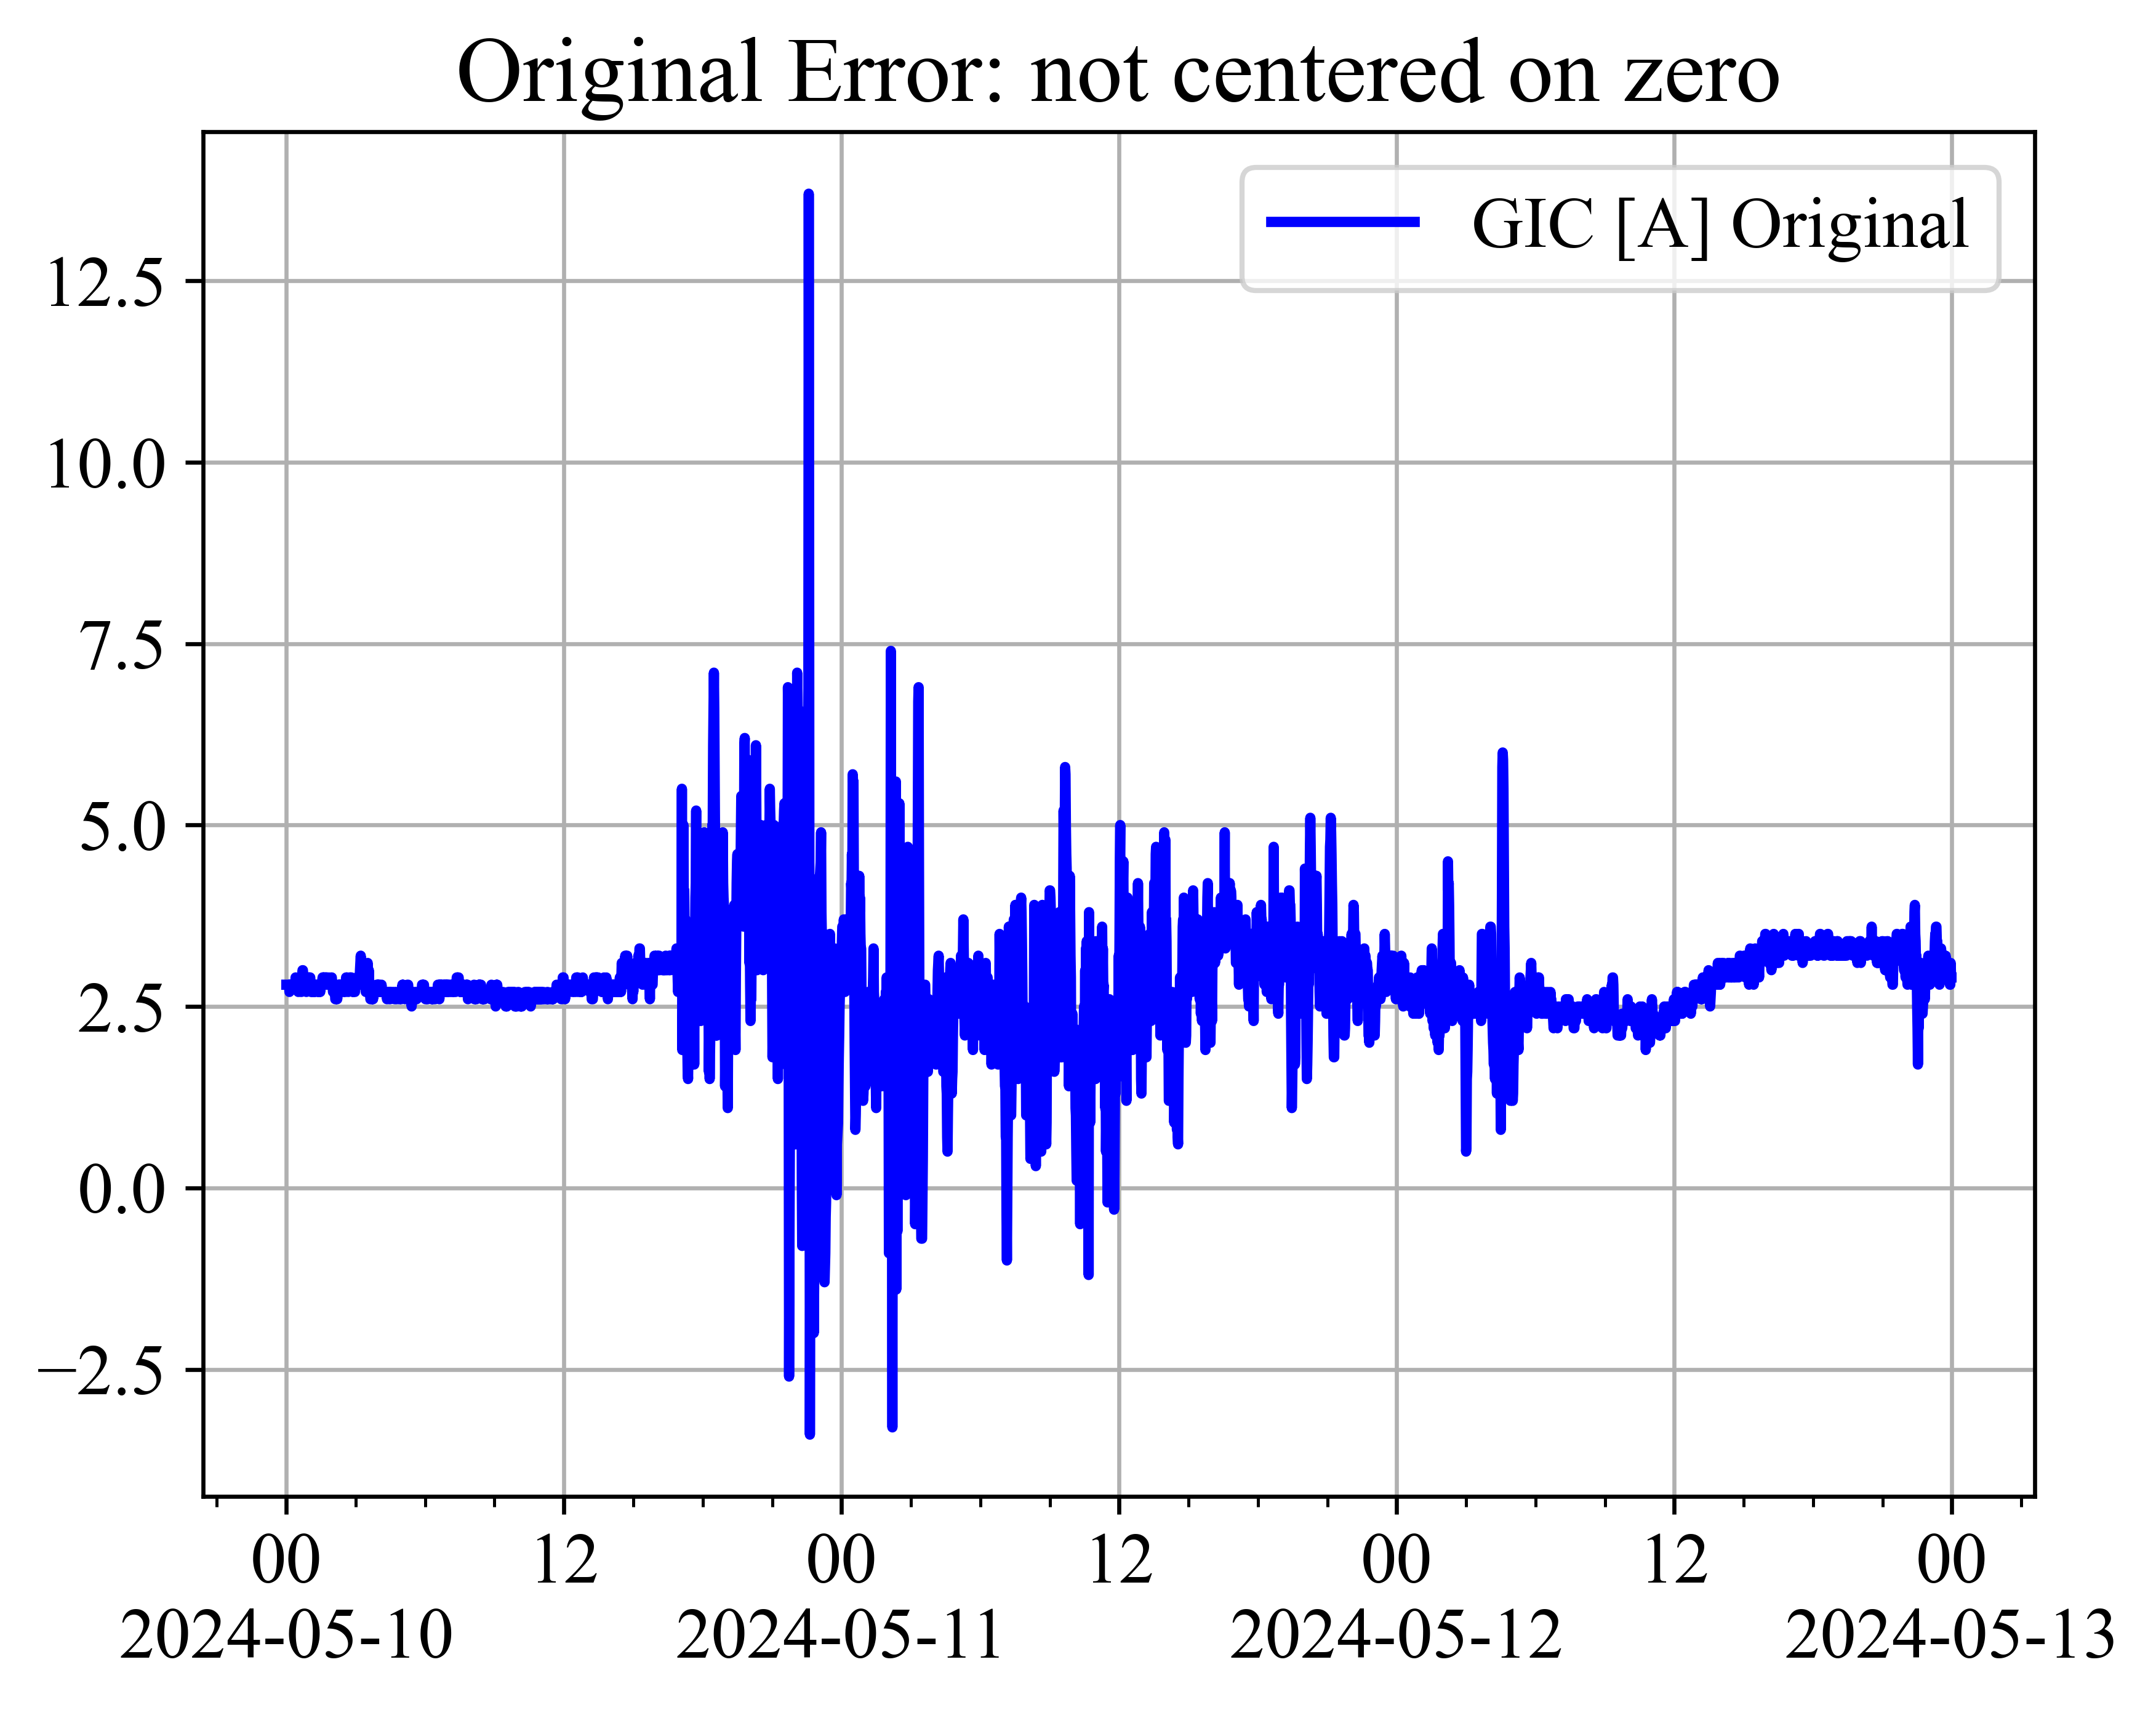 Original Error: not centered on zero
GIC [A] Original
12.5
10.0
7.5
5.0
2.5
0.0
−2.5
00 12 00 12 00 12 00
2024-05-10 2024-05-11 2024-05-12 2024-05-13